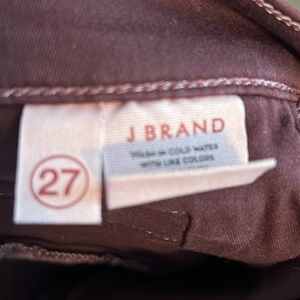 J BRAND
WASH IN COLD WATER
WITH LIKE COLORS
27